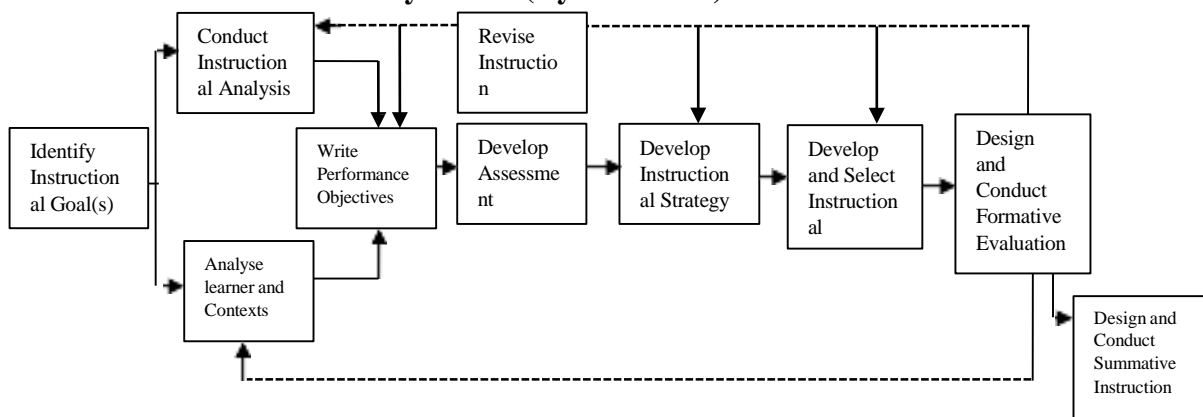 Conduct
Instruction
al Analysis
Revise
Instructio
n
Identify
Instruction
al Goal(s)
Write
Performance
Objectives
Develop
Assessme
nt
Develop
Instruction
al Strategy
Develop
and Select
Instruction
al
Design
and
Conduct
Formative
Evaluation
Analyse
learner and
Contexts
Design and
Conduct
Summative
Instruction